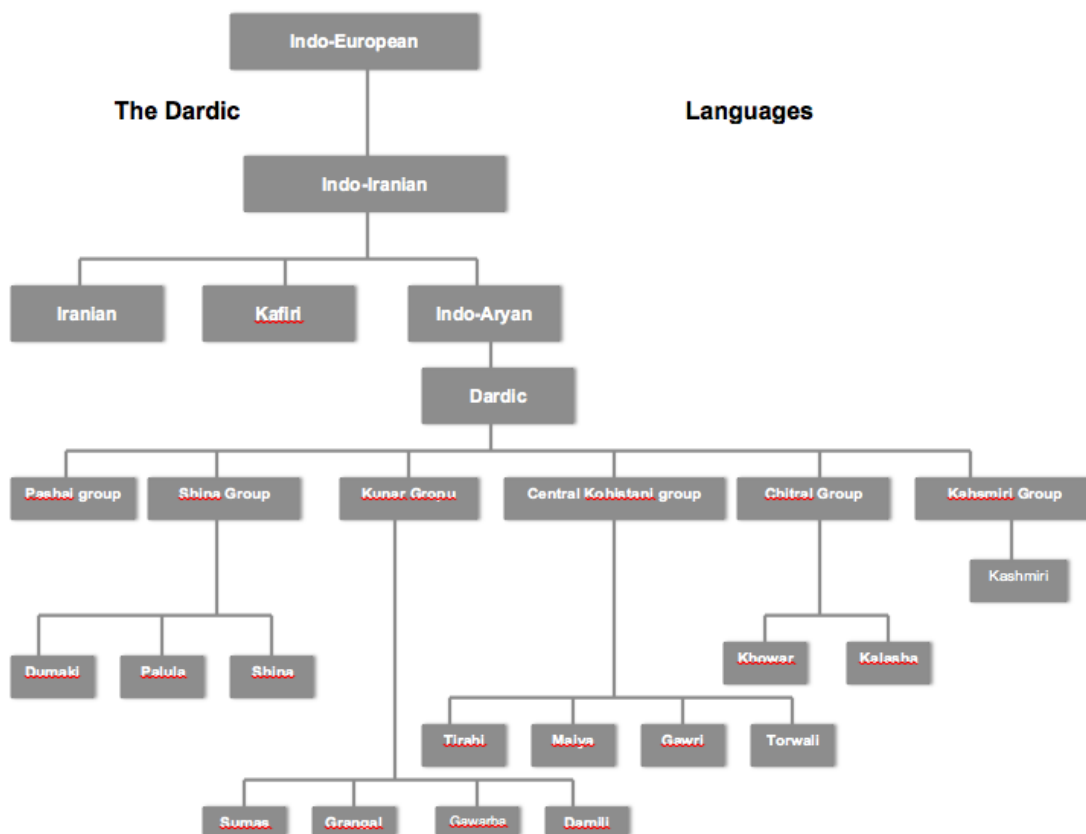 Indo-European
The Dardic Languages
Indo-Iranian
Iranian Kafiri Indo-Aryan
Dardic
Pashai group Shina Group Kunar Gropu Central Kohistani group Chitral Group Kahsmiri Group
Kashmiri
Khowar Kalasha
Dumaki Palula Shina
Tirahi Maiya Gawri Torwali
Sumas Grangal Gawarba Damili